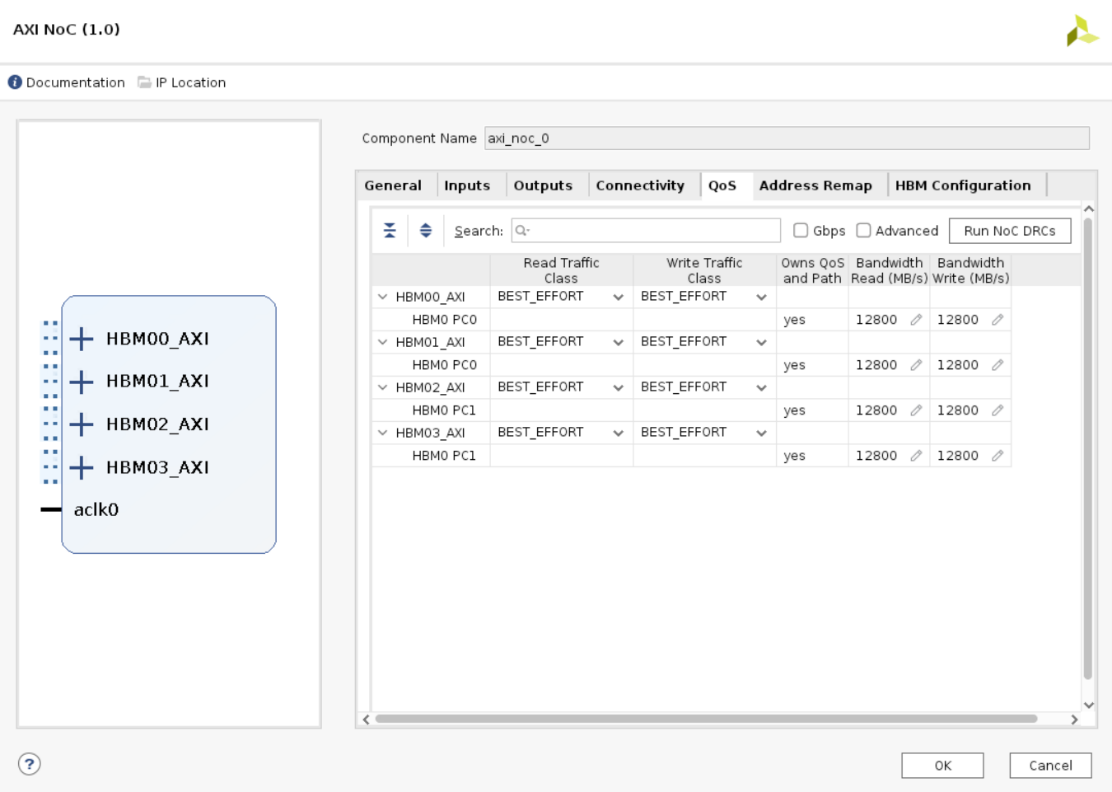 AXI NoC (1.0)
Documentation IP Location
HBM00_AXI
HBM01_AXI
HBM02_AXI
HBM03_AXI
aclk0
Component Name axi_noc_0
General Inputs Outputs Connectivity QoS Address Remap HBM Configuration
Search: Gbps Advanced Run NoC DRCs
Read Traffic Class Write Traffic Class Owns QoS and Path Bandwidth Read (MB/s) Bandwidth Write (MB/s)
HBM00_AXI BEST_EFFORT BEST_EFFORT
HBM0 PC0 yes 12800 12800
HBM01_AXI BEST_EFFORT BEST_EFFORT
HBM0 PC0 yes 12800 12800
HBM02_AXI BEST_EFFORT BEST_EFFORT
HBM0 PC1 yes 12800 12800
HBM03_AXI BEST_EFFORT BEST_EFFORT
HBM0 PC1 yes 12800 12800
? OK Cancel